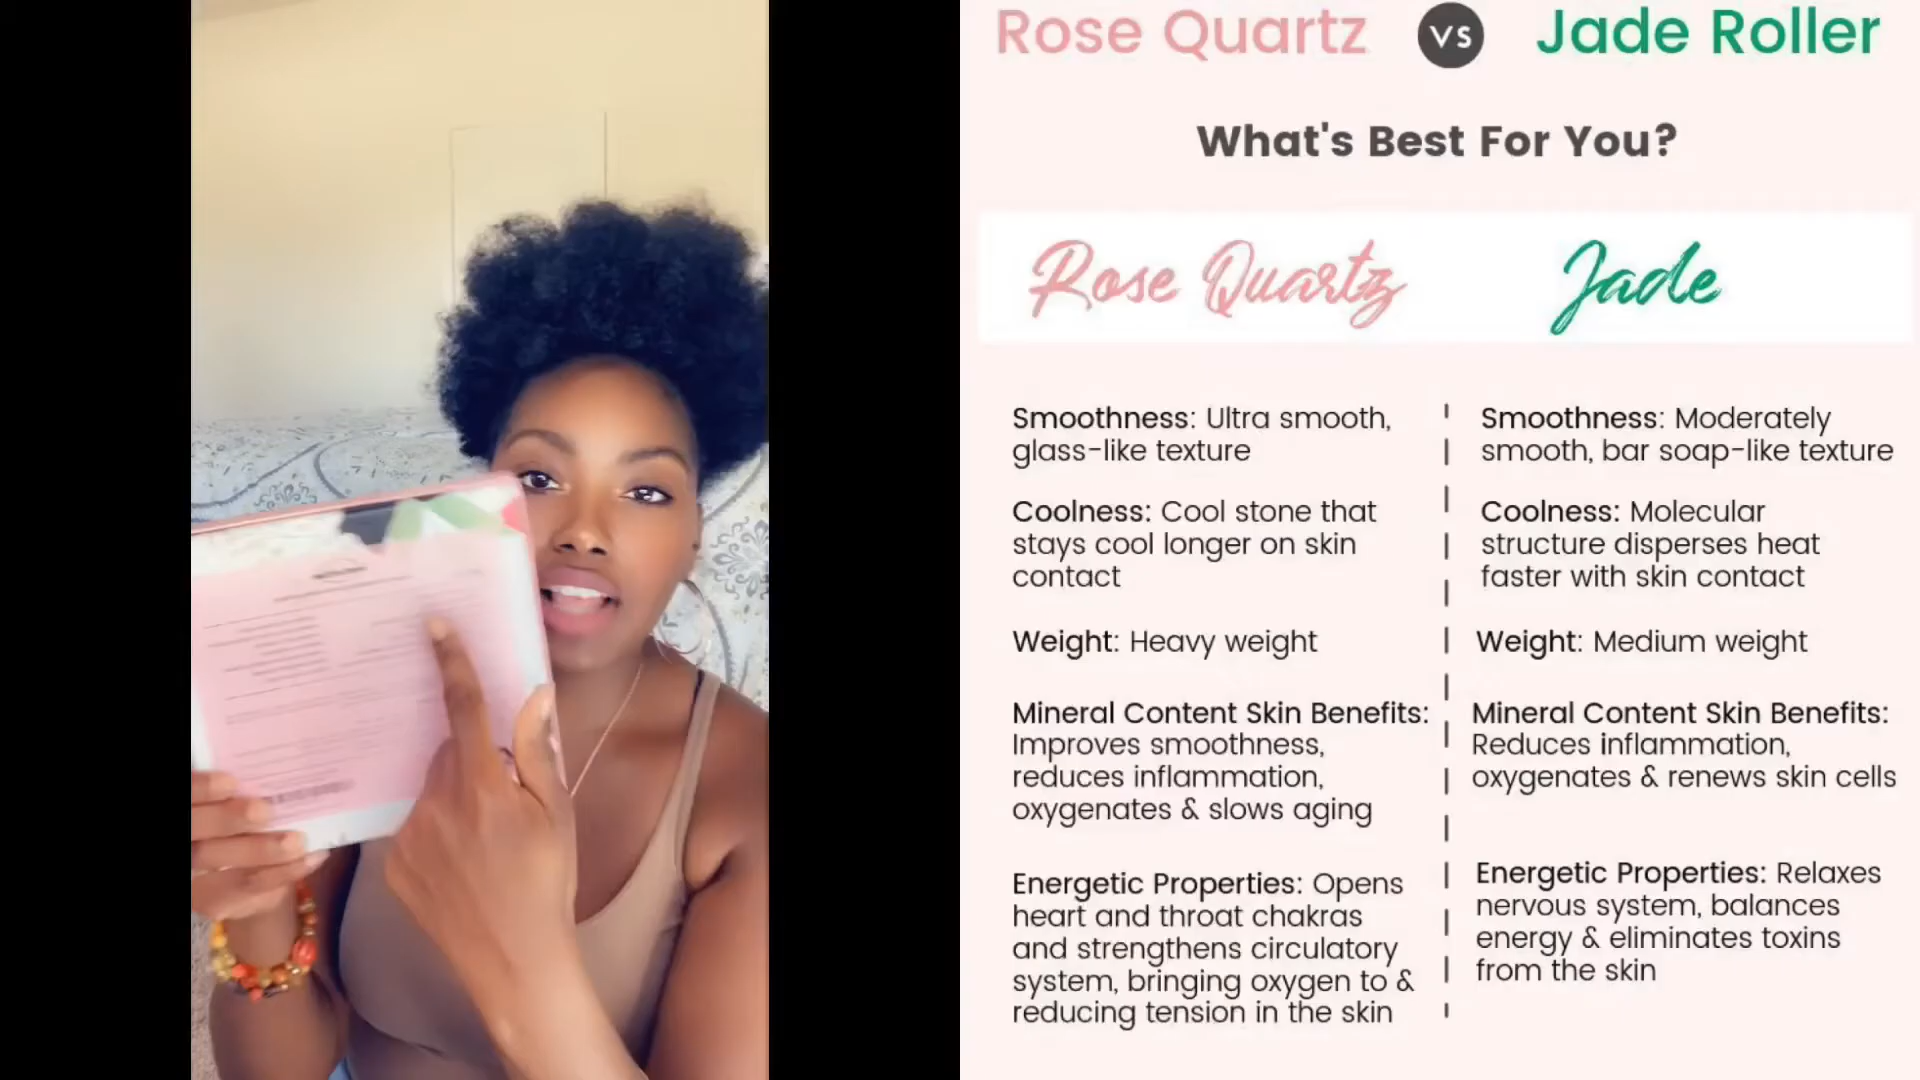 Rose Quartz VS Jade Roller
What's Best For You?
Rose Quartz
Jade
Smoothness: Ultra smooth,
glass-like texture
Coolness: Cool stone that
stays cool longer on skin
contact
Weight: Heavy weight
Mineral Content Skin Benefits:
Improves smoothness,
reduces inflammation,
oxygenates & slows aging
Energetic Properties: Opens
heart and throat chakras
and strengthens circulatory
system, bringing oxygen to &
reducing tension in the skin
Smoothness: Moderately
smooth, bar soap-like texture
Coolness: Molecular
structure disperses heat
faster with skin contact
Weight: Medium weight
Mineral Content Skin Benefits:
Reduces inflammation,
oxygenates & renews skin cells
Energetic Properties: Relaxes
nervous system, balances
energy & eliminates toxins
from the skin